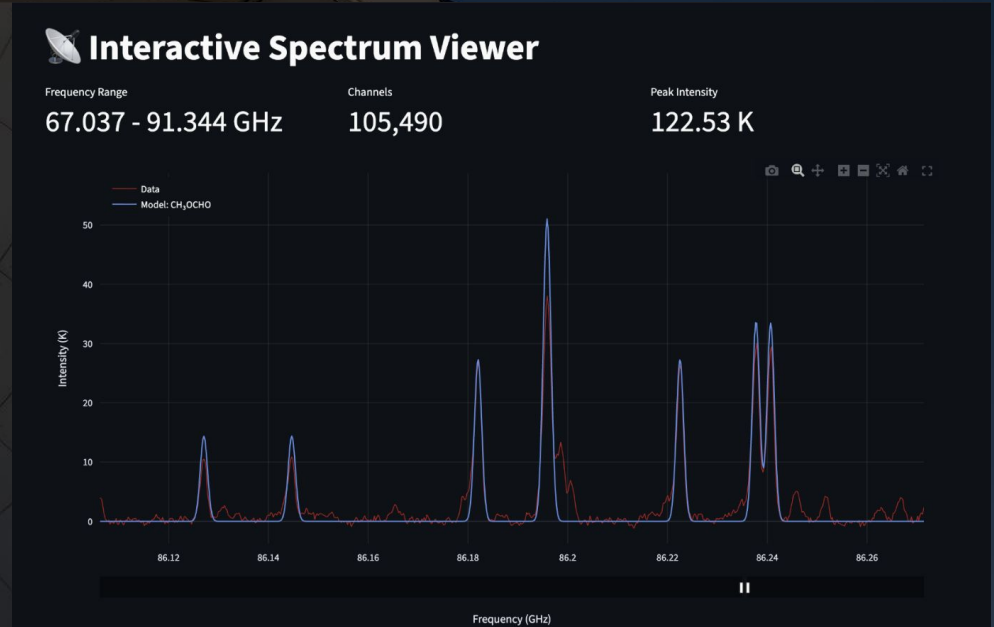 Interactive Spectrum Viewer
Frequency Range
67.037 - 91.344 GHz
Channels
105,490
Peak Intensity
122.53 K
Data
Model: CH₃OCHO
50
40
30
20
10
0
Intensity (K)
86.12 86.14 86.16 86.18 86.2 86.22 86.24 86.26
Frequency (GHz)